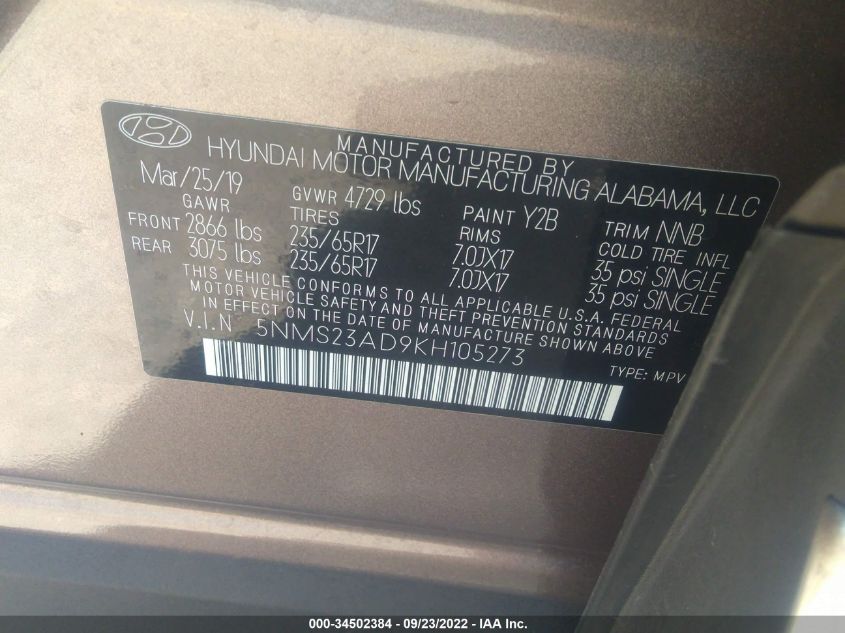 MANUFACTURED BY
HYUNDAI MOTOR MANUFACTURING ALABAMA, LLC
Mar/25/19 GVWR 4729 lbs PAINT Y2B TRIM NNB
GAWR TIRES RIMS COLD TIRE INFL
FRONT 2866 lbs 235/65R17 7.0JX17 35 psi SINGLE
REAR 3075 lbs 235/65R17 7.0JX17 35 psi SINGLE
THIS VEHICLE CONFORMS TO ALL APPLICABLE U.S.A. FEDERAL
MOTOR VEHICLE SAFETY AND THEFT PREVENTION STANDARDS
IN EFFECT ON THE DATE OF MANUFACTURE SHOWN ABOVE
V.I.N 5NMS23AD9KH105273
TYPE: MPV
000-34502384 - 09/23/2022 - IAA Inc.